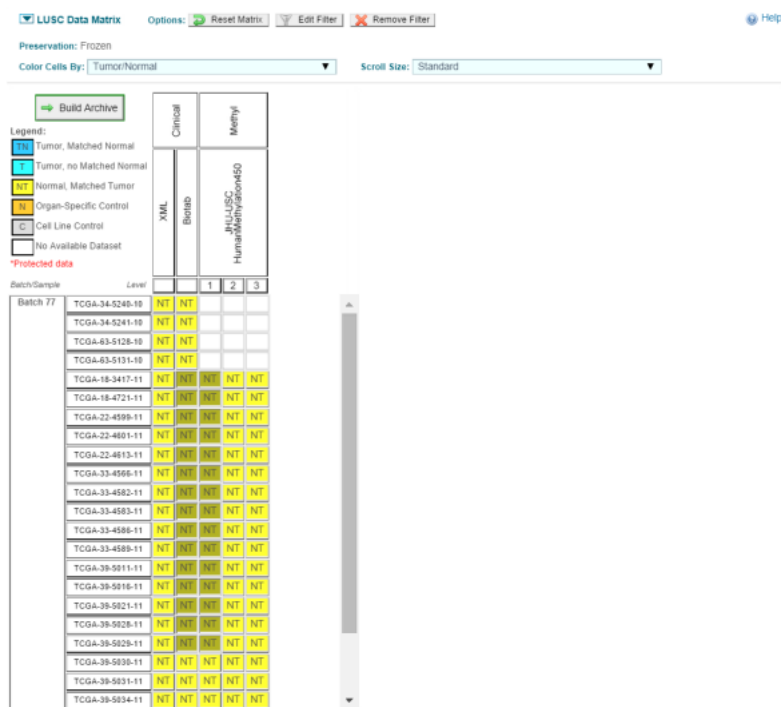 LUSC Data Matrix Options: Reset Matrix Edit Filter Remove Filter Help
Preservation: Frozen
Color Cells By: Tumor/Normal Scroll Size: Standard
Build Archive
Legend:
TN Tumor, Matched Normal
T Tumor, no Matched Normal
NT Normal, Matched Tumor
N Organ-Specific Control
C Cell Line Control
No Available Dataset
*Protected data
Clinical Methyl
XML Biotab JHU-USC HumanMethylation450
Batch/Sample Level 1 2 3
Batch 77 TCGA-34-5240-10 NT NT
TCGA-34-5241-10 NT NT
TCGA-63-5128-10 NT NT
TCGA-63-5131-10 NT NT
TCGA-18-3417-11 NT NT NT NT NT
TCGA-18-4721-11 NT NT NT NT NT
TCGA-22-4599-11 NT NT NT NT NT
TCGA-22-4601-11 NT NT NT NT NT
TCGA-22-4613-11 NT NT NT NT NT
TCGA-33-4566-11 NT NT NT NT NT
TCGA-33-4582-11 NT NT NT NT NT
TCGA-33-4583-11 NT NT NT NT NT
TCGA-33-4586-11 NT NT NT NT NT
TCGA-33-4589-11 NT NT NT NT NT
TCGA-39-5011-11 NT NT NT NT NT
TCGA-39-5016-11 NT NT NT NT NT
TCGA-39-5021-11 NT NT NT NT NT
TCGA-39-5028-11 NT NT NT NT NT
TCGA-39-5029-11 NT NT NT NT NT
TCGA-39-5030-11 NT NT NT NT NT
TCGA-39-5031-11 NT NT NT NT NT
TCGA-39-5034-11 NT NT NT NT NT